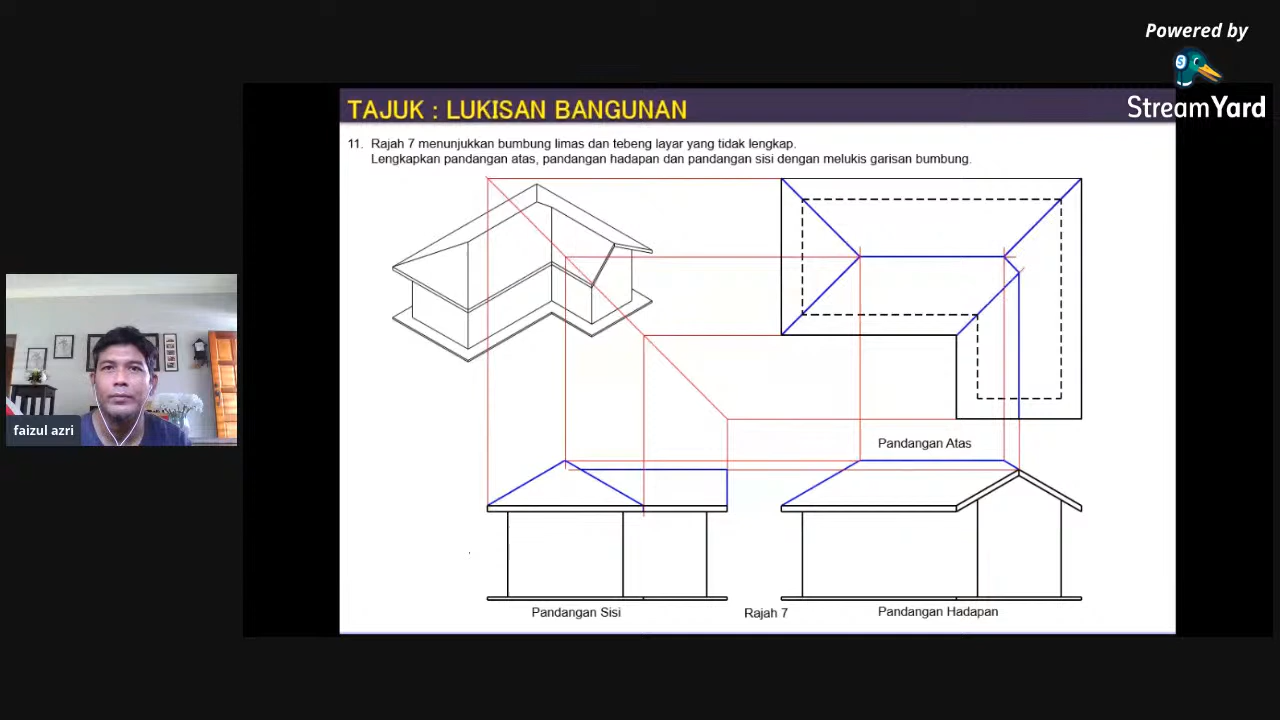 Powered by
StreamYard
TAJUK : LUKISAN BANGUNAN
11. Rajah 7 menunjukkan bumbung limas dan tebeng layar yang tidak lengkap.
Lengkapkan pandangan atas, pandangan hadapan dan pandangan sisi dengan melukis garisan bumbung.
faizul azri
Pandangan Atas
Pandangan Sisi
Rajah 7
Pandangan Hadapan